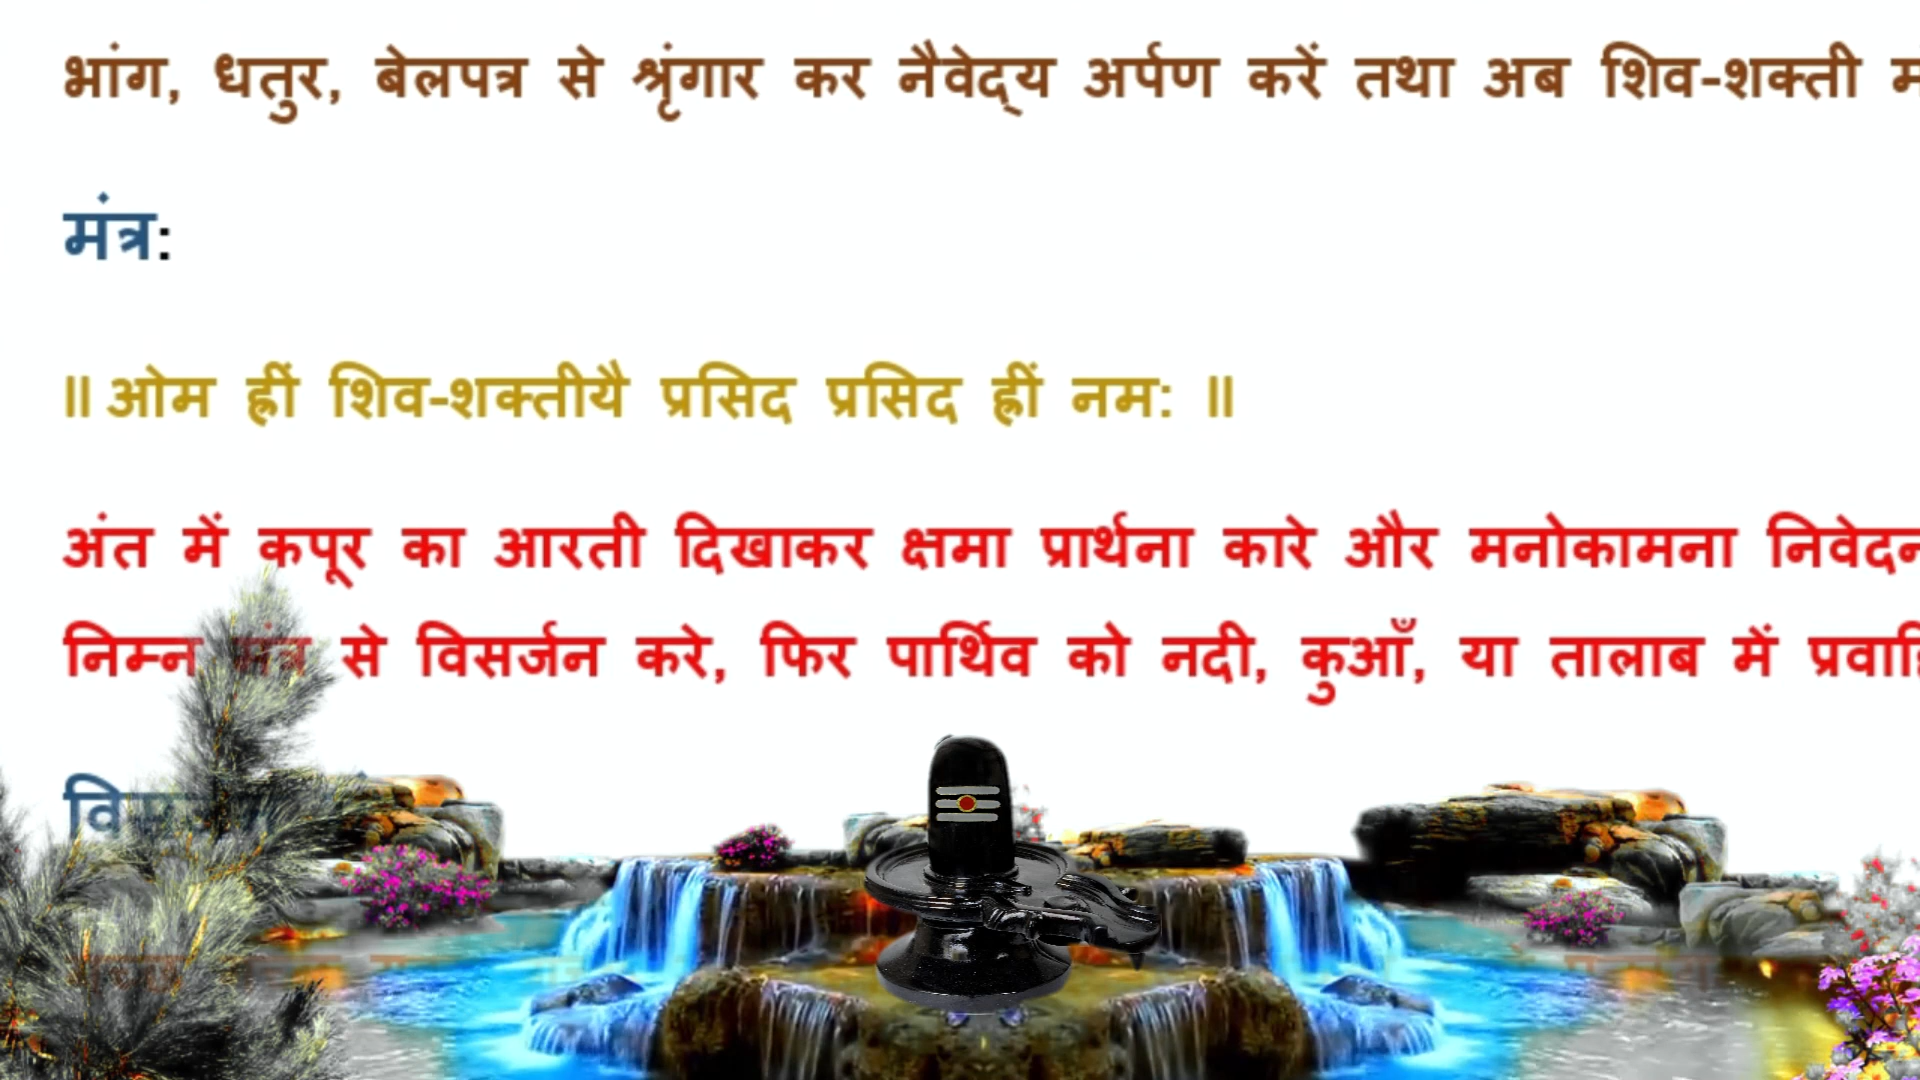 भांग, धतुर, बेलपत्र से श्रृंगार कर नैवेद्य अर्पण करें तथा अब शिव-शक्ती
मंत्र:
॥ ओम ह्रीं शिव-शक्तीयै प्रसिद प्रसिद ह्रीं नम: ॥
अंत में कपूर का आरती दिखाकर क्षमा प्रार्थना कारे और मनोकामना निवेदन
निम्न मंत्र से विसर्जन करे, फिर पार्थिव को नदी, कुआँ, या तालाब में